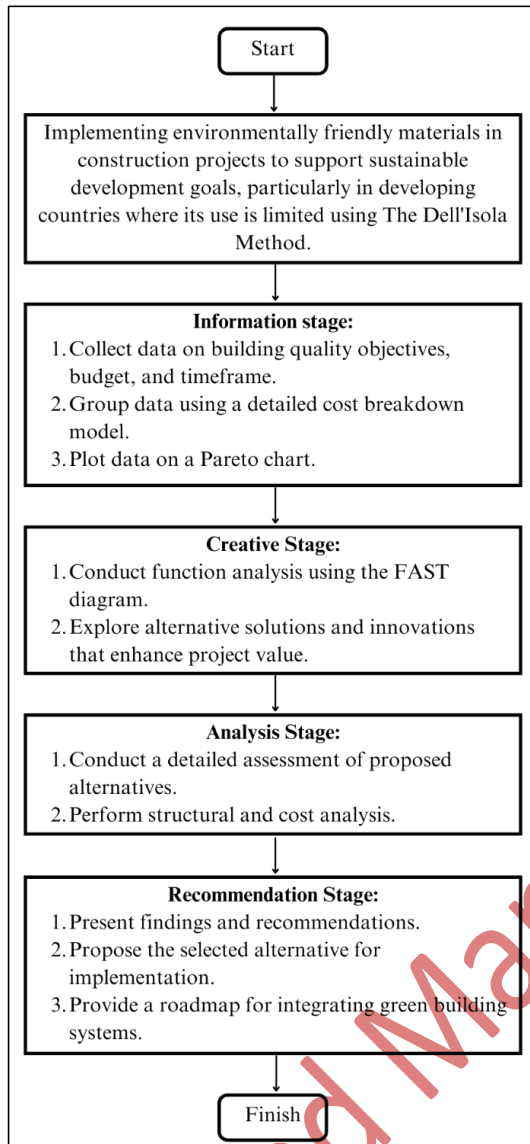 Start
Implementing environmentally friendly materials in
construction projects to support sustainable
development goals, particularly in developing
countries where its use is limited using The Dell'Isola
Method.
Information stage:
1. Collect data on building quality objectives,
budget, and timeframe.
2. Group data using a detailed cost breakdown
model.
3. Plot data on a Pareto chart.
Creative Stage:
1. Conduct function analysis using the FAST
diagram.
2. Explore alternative solutions and innovations
that enhance project value.
Analysis Stage:
1. Conduct a detailed assessment of proposed
alternatives.
2. Perform structural and cost analysis.
Recommendation Stage:
1. Present findings and recommendations.
2. Propose the selected alternative for
implementation.
3. Provide a roadmap for integrating green building
systems.
Finish